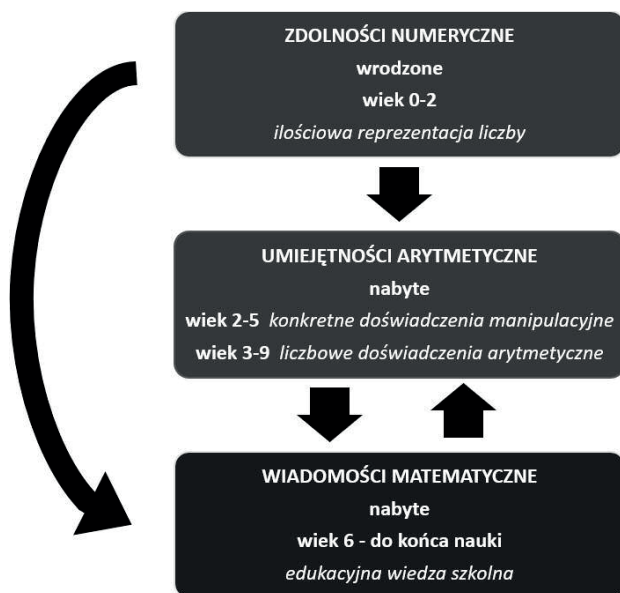 ZDOLNOŚCI NUMERYCZNE
wrodzone
wiek 0-2
ilościowa reprezentacja liczby
UMIEJĘTNOŚCI ARYTMETYCZNE
nabyte
wiek 2-5 konkretne doświadczenia manipulacyjne
wiek 3-9 liczbowe doświadczenia arytmetyczne
WIADOMOŚCI MATEMATYCZNE
nabyte
wiek 6 - do końca nauki
edukacyjna wiedza szkolna